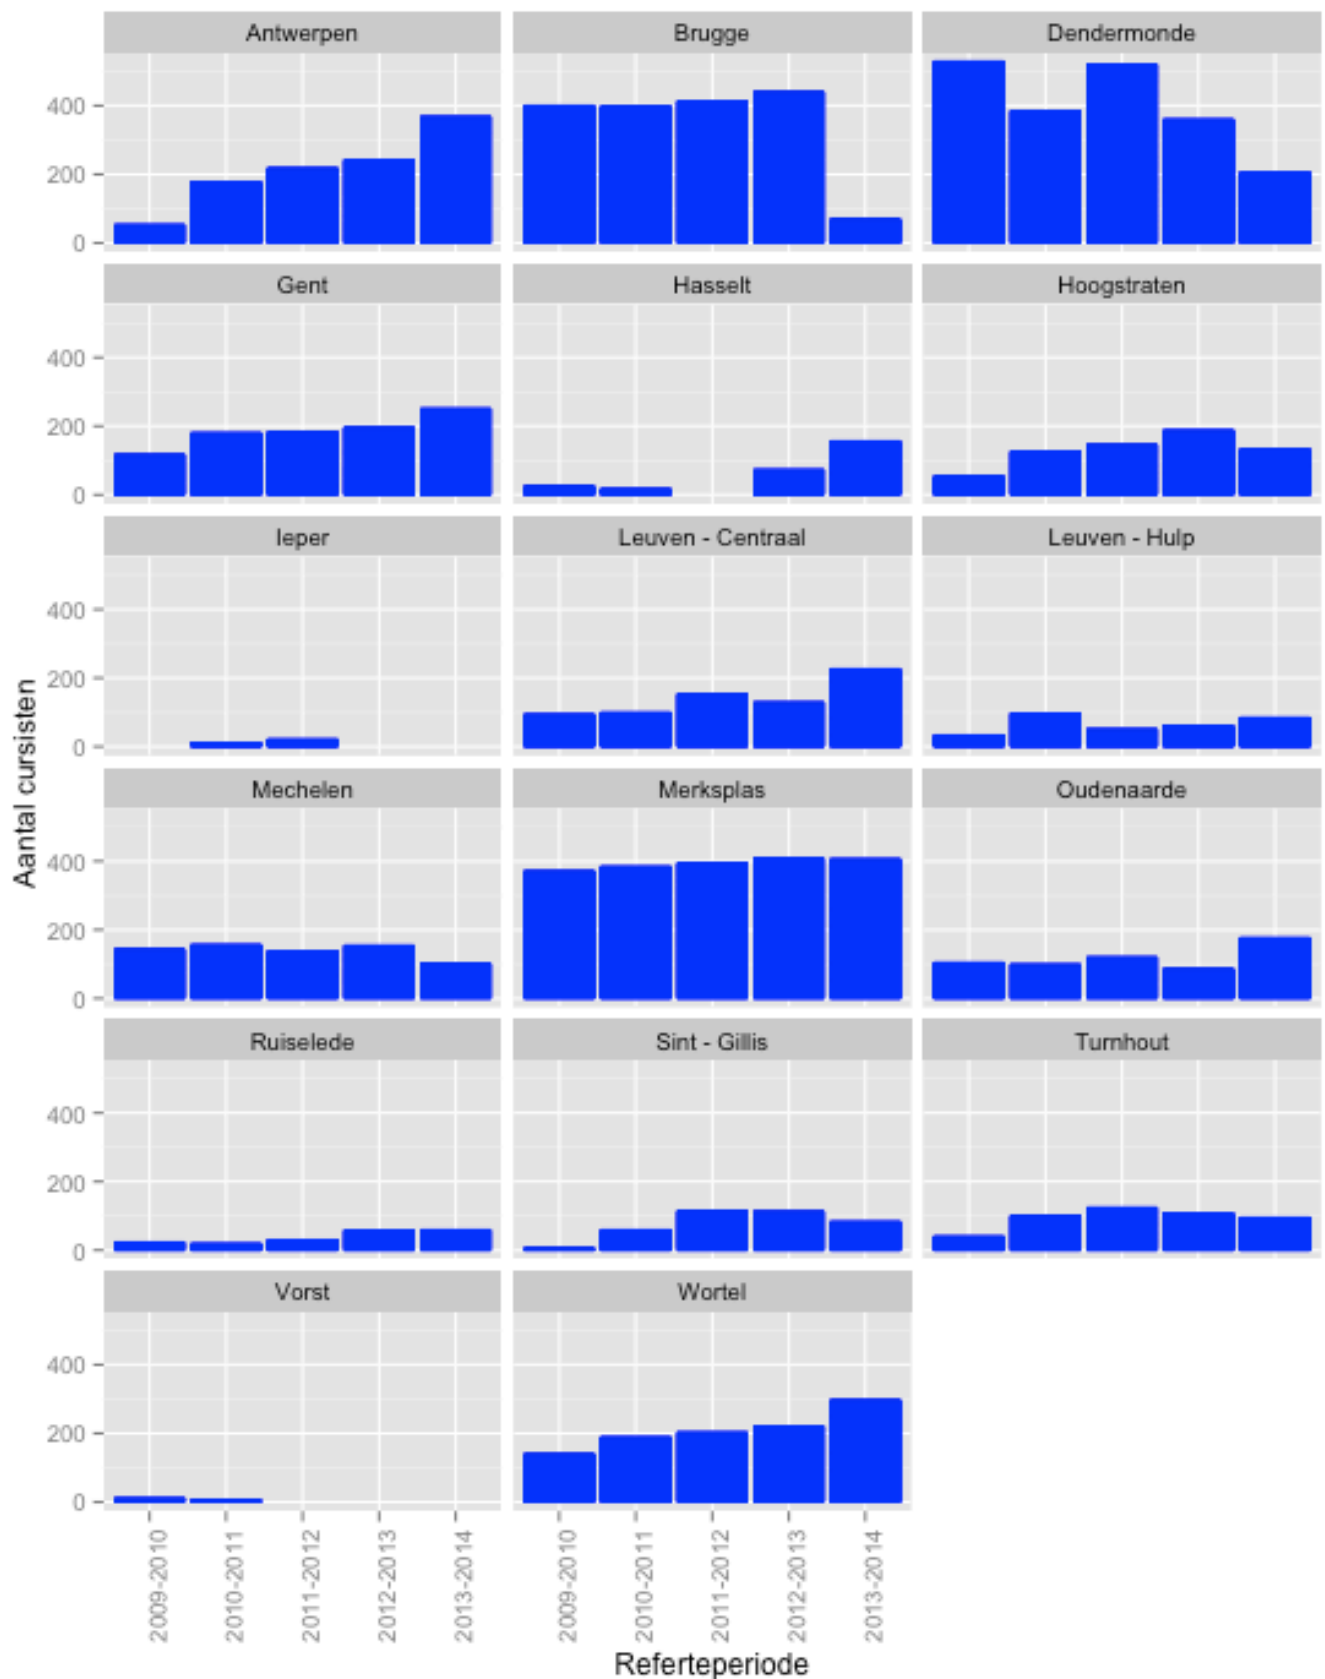 Antwerpen
Brugge
Dendermonde
400
200
0
Gent
Hasselt
Hoogstraten
400
200
0
Ieper
Leuven - Centraal
Leuven - Hulp
400
200
0
Mechelen
Merksplas
Oudenaarde
400
200
0
Ruiselede
Sint - Gillis
Turnhout
400
200
0
Vorst
Wortel
400
200
0
Aantal cursisten
2009-2010
2010-2011
2011-2012
2012-2013
2013-2014
2009-2010
2010-2011
2011-2012
2012-2013
2013-2014
Referteperiode